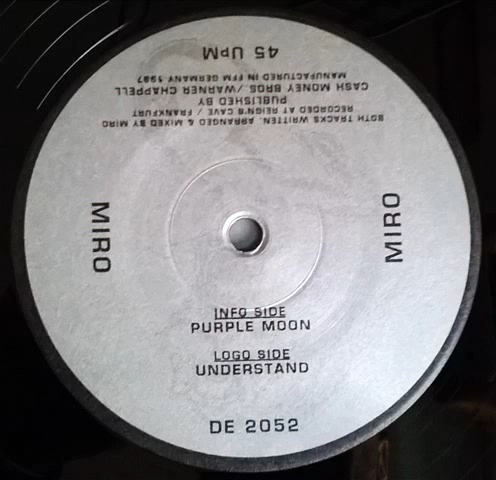 BOTH TRACKS WRITTEN, ARRANGED & MIXED BY MIRO
RECORDED AT REIGN'S CAVE / FRANKFURT
PUBLISHED BY
CASH MONEY BROS / WARNER CHAPPELL
MANUFACTURED IN FFM GERMANY 1997
45 UpM
MIRO
MIRO
INFO SIDE
PURPLE MOON
LOGO SIDE
UNDERSTAND
DE 2052